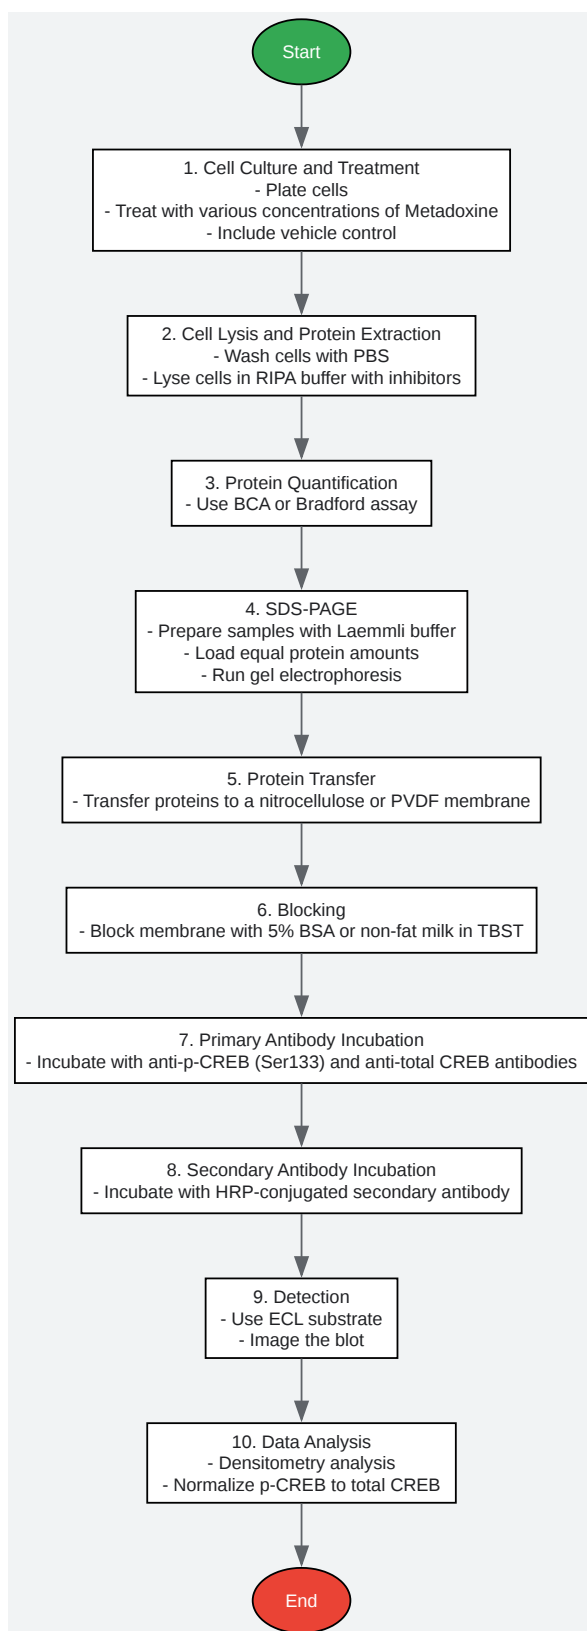 Start
1. Cell Culture and Treatment
- Plate cells
- Treat with various concentrations of Metadoxine
- Include vehicle control
2. Cell Lysis and Protein Extraction
- Wash cells with PBS
- Lyse cells in RIPA buffer with inhibitors
3. Protein Quantification
- Use BCA or Bradford assay
4. SDS-PAGE
- Prepare samples with Laemmli buffer
- Load equal protein amounts
- Run gel electrophoresis
5. Protein Transfer
- Transfer proteins to a nitrocellulose or PVDF membrane
6. Blocking
- Block membrane with 5% BSA or non-fat milk in TBST
7. Primary Antibody Incubation
- Incubate with anti-p-CREB (Ser133) and anti-total CREB antibodies
8. Secondary Antibody Incubation
- Incubate with HRP-conjugated secondary antibody
9. Detection
- Use ECL substrate
- Image the blot
10. Data Analysis
- Densitometry analysis
- Normalize p-CREB to total CREB
End